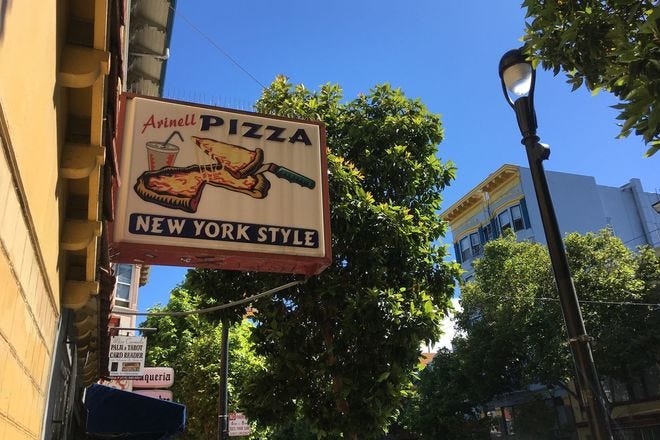 Arinell PIZZA
NEW YORK STYLE
PALM & TAROT
CARD READER
queria